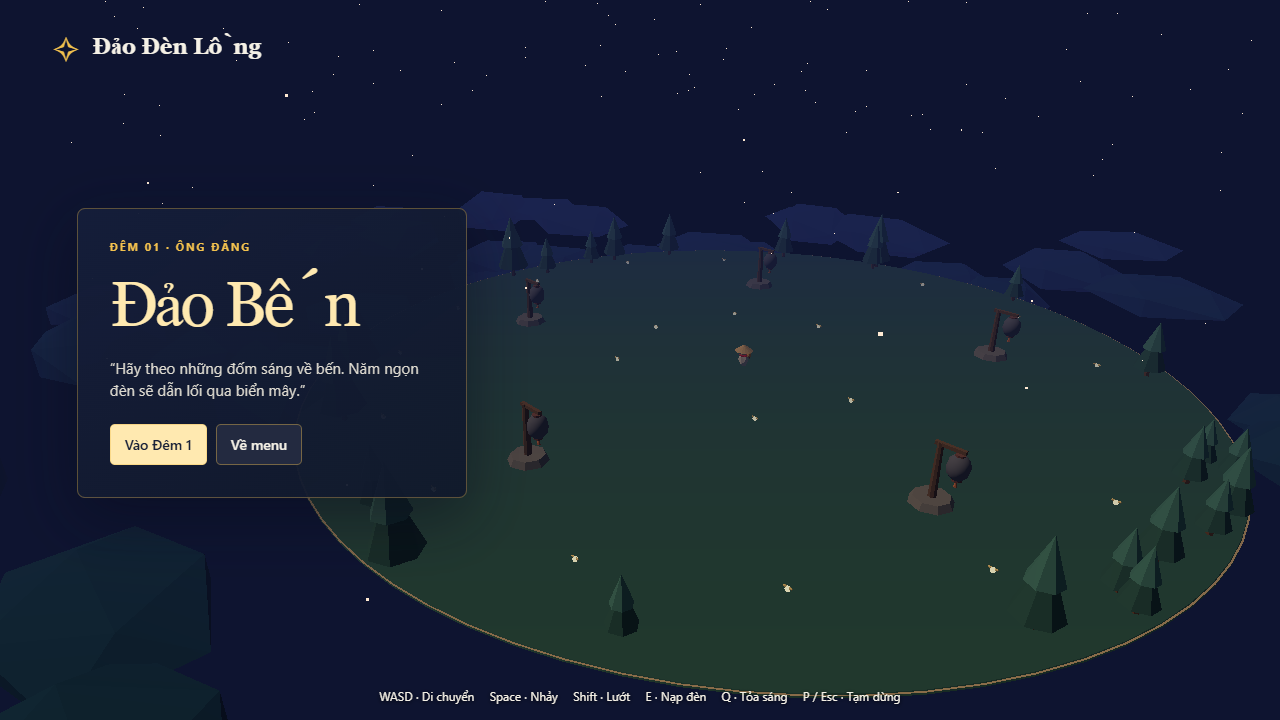 Đảo Đèn Lồng
ĐÊM 01 · ÔNG ĐĂNG
Đảo Bến
“Hãy theo những đốm sáng về bến. Năm ngọn
đèn sẽ dẫn lối qua biển mây.”
Vào Đêm 1
Về menu
WASD · Di chuyển Space · Nhảy Shift · Lướt E · Nạp đèn Q · Tỏa sáng P / Esc · Tạm dừng